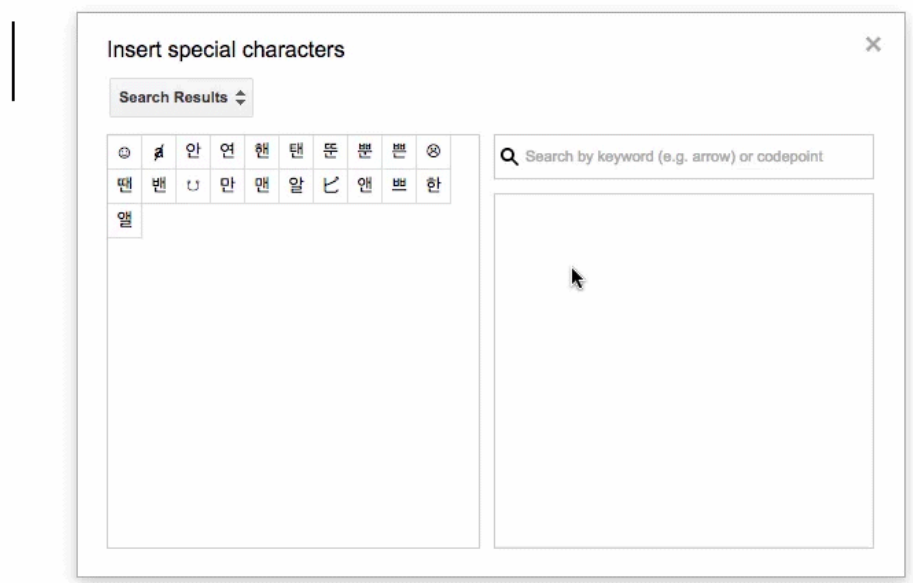 Insert special characters
Search Results
☺ a̸ 안 연 핸 탠 뚠 뿐 쁜 ☹
Search by keyword (e.g. arrow) or codepoint
땐 밴 만 맨 알 앤 쁘 한
앨